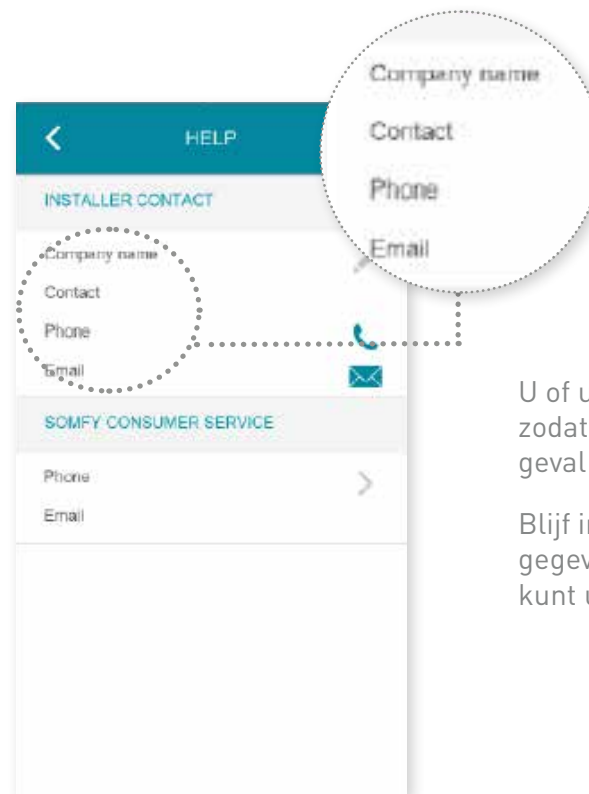 HELP
INSTALLER CONTACT
Company name
Contact
Phone
Email
SOMFY CONSUMER SERVICE
Phone
Email
Company name
Contact
Phone
Email
U of u
zodat
geval
Blijf i
gegev
kunt u